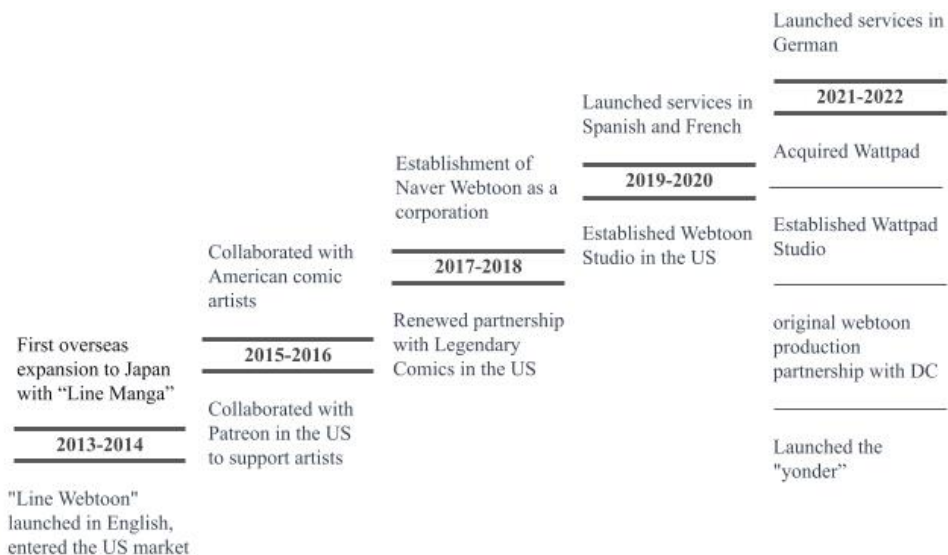 First overseas
expansion to Japan
with “Line Manga”
2013-2014
"Line Webtoon"
launched in English,
entered the US market
Collaborated with
American comic
artists
2015-2016
Collaborated with
Patreon in the US
to support artists
Establishment of
Naver Webtoon as a
corporation
2017-2018
Renewed partnership
with Legendary
Comics in the US
Launched services in
Spanish and French
2019-2020
Established Webtoon
Studio in the US
Launched services in
German
2021-2022
Acquired Wattpad
Established Wattpad
Studio
original webtoon
production
partnership with DC
Launched the
"yonder”